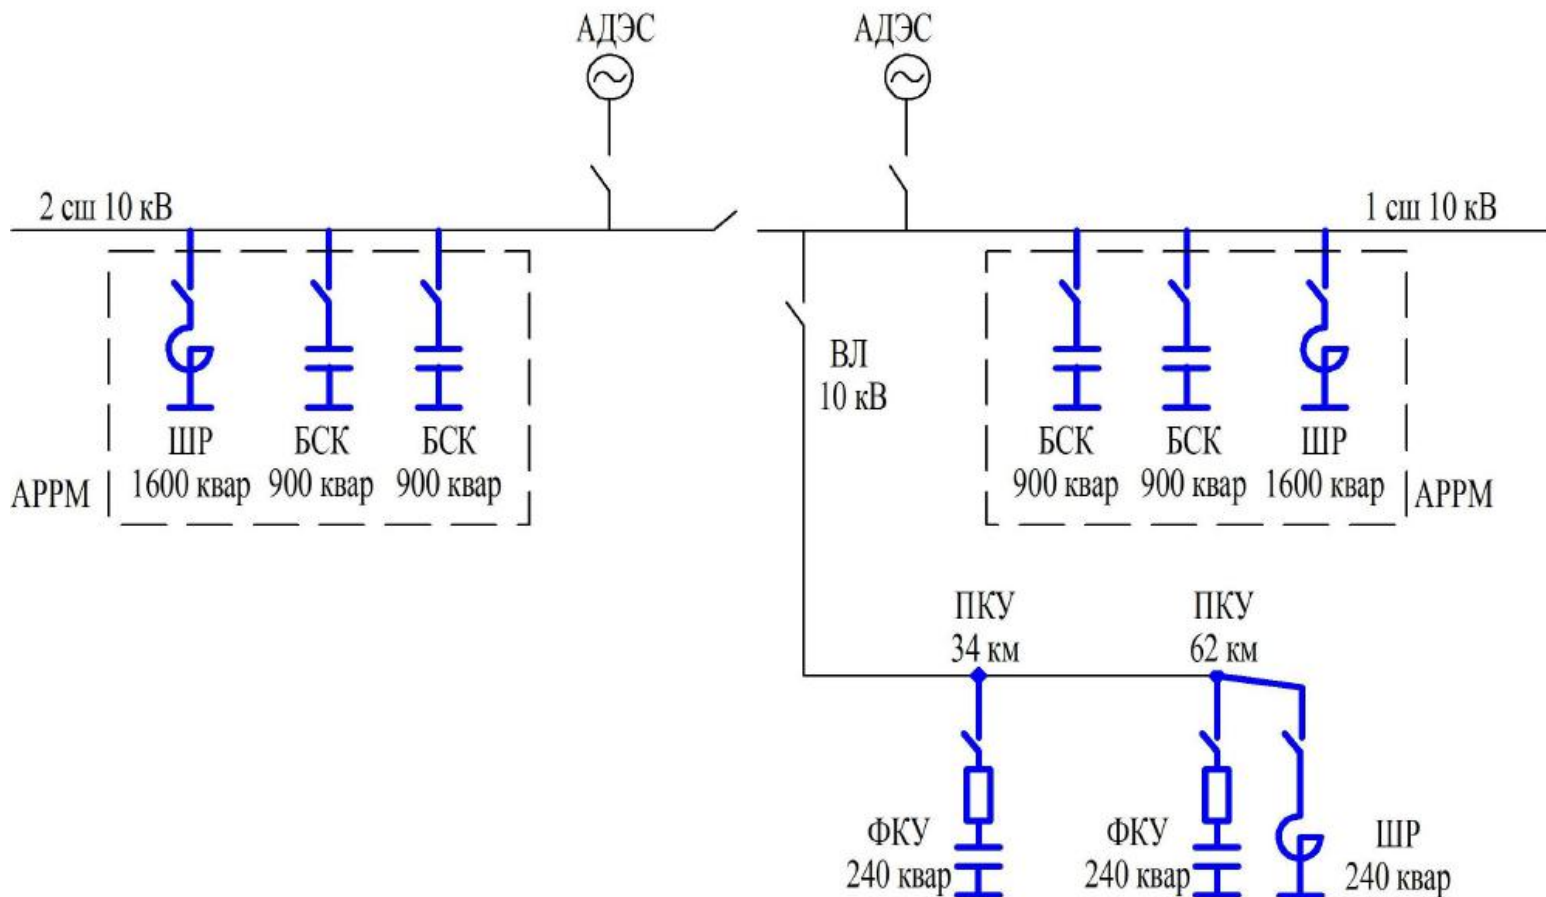 АДЭС
АДЭС
2 сш 10 кВ
1 сш 10 кВ
ВЛ
10 кВ
ШР
1600 квар
БСК
900 квар
БСК
900 квар
АРРМ
БСК
900 квар
БСК
900 квар
ШР
1600 квар
АРРМ
ПКУ
34 км
ПКУ
62 км
ФКУ
240 квар
ФКУ
240 квар
ШР
240 квар